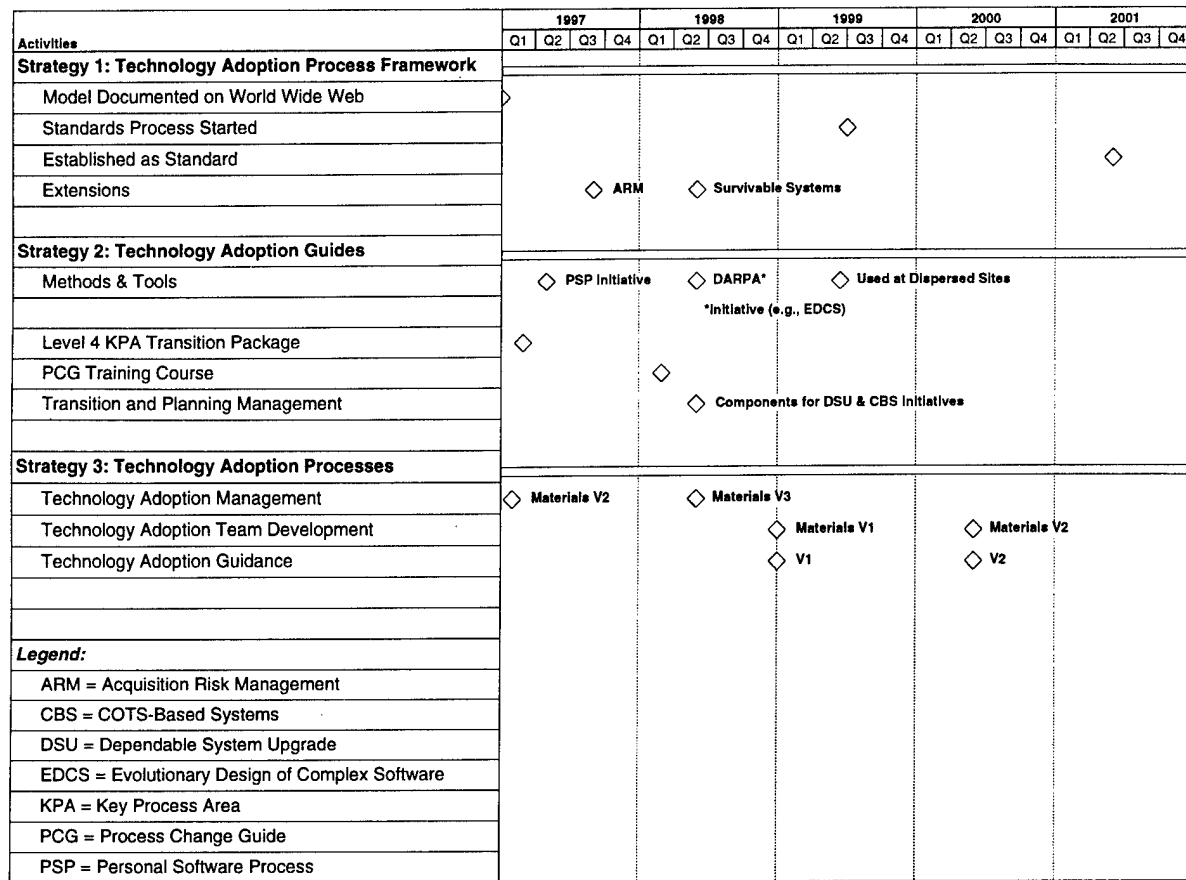 1997 1998 1999 2000 2001
Activities Q1 Q2 Q3 Q4 Q1 Q2 Q3 Q4 Q1 Q2 Q3 Q4 Q1 Q2 Q3 Q4 Q1 Q2 Q3 Q4
Strategy 1: Technology Adoption Process Framework
Model Documented on World Wide Web
Standards Process Started
Established as Standard
Extensions ARM Survivable Systems
Strategy 2: Technology Adoption Guides
Methods & Tools PSP Initiative DARPA* Used at Dispersed Sites
*Initiative (e.g., EDCS)
Level 4 KPA Transition Package
PCG Training Course
Transition and Planning Management Components for DSU & CBS Initiatives
Strategy 3: Technology Adoption Processes
Technology Adoption Management Materials V2 Materials V3
Technology Adoption Team Development Materials V1 Materials V2
Technology Adoption Guidance V1 V2
Legend:
ARM = Acquisition Risk Management
CBS = COTS-Based Systems
DSU = Dependable System Upgrade
EDCS = Evolutionary Design of Complex Software
KPA = Key Process Area
PCG = Process Change Guide
PSP = Personal Software Process